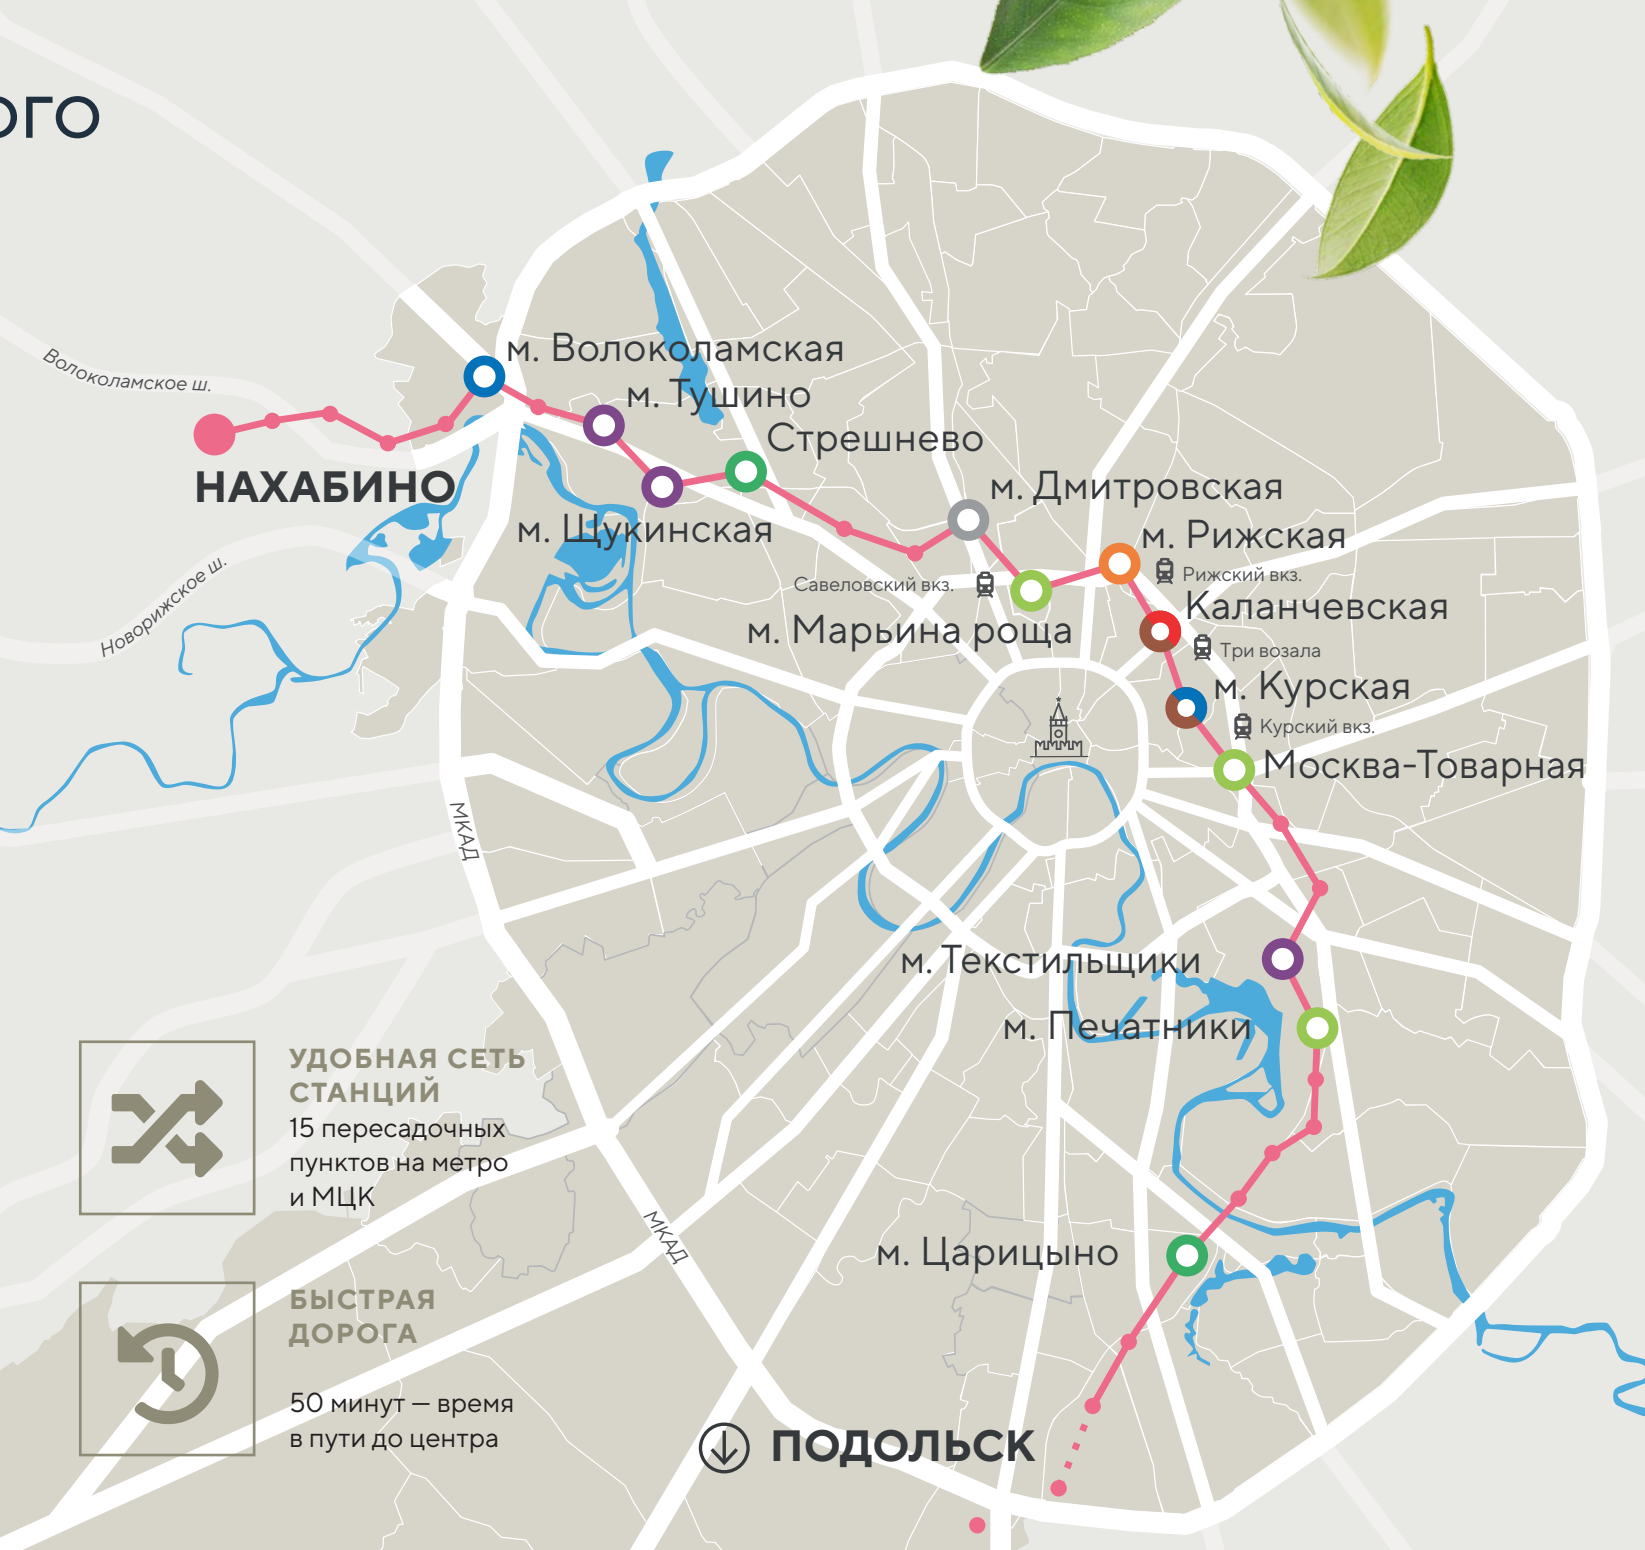 ОГО
м. Волоколамская
Волоколамское ш.
м. Тушино
Стрешнево
НАХАБИНО
м. Щукинская
м. Дмитровская
м. Рижская
Рижский вкз.
Савеловский вкз.
Новорижское ш.
Каланчевская
м. Марьина роща
Три возала
м. Курская
Курский вкз.
Москва-Товарная
МКАД
м. Текстильщики
м. Печатники
УДОБНАЯ СЕТЬ
СТАНЦИЙ
15 пересадочных
пунктов на метро
и МЦК
МКАД
м. Царицыно
БЫСТРАЯ
ДОРОГА
50 минут — время
в пути до центра
ПОДОЛЬСК